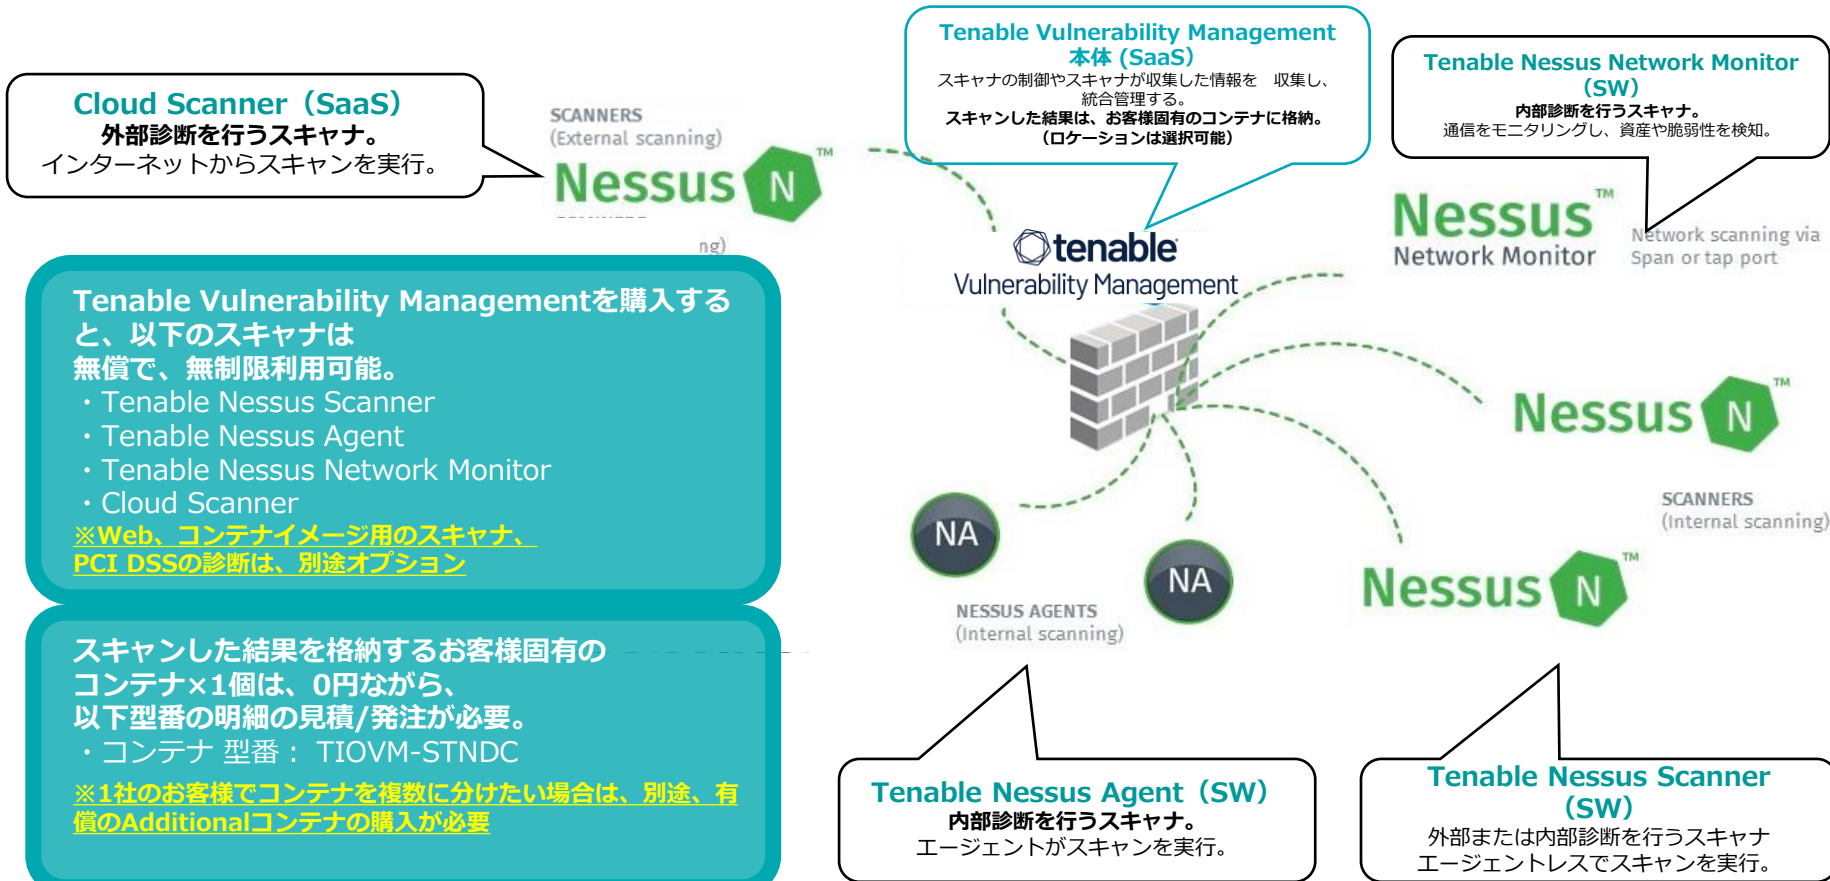 Cloud Scanner（SaaS）
外部診断を行うスキャナ。
インターネットからスキャンを実行。
SCANNERS
(External scanning)
Nessus N ™
ng)
Tenable Vulnerability Management
本体 (SaaS）
スキャナの制御やスキャナが収集した情報を　収集し、
統合管理する。
スキャンした結果は、お客様固有のコンテナに格納。
（ロケーションは選択可能）
Tenable Nessus Network Monitor
（SW）
内部診断を行うスキャナ。
通信をモニタリングし、資産や脆弱性を検知。
Nessus™
Network Monitor
Network scanning via
Span or tap port
tenable
Vulnerability Management
Tenable Vulnerability Managementを購入する
と、以下のスキャナは
無償で、無制限利用可能。
・Tenable Nessus Scanner
・Tenable Nessus Agent
・Tenable Nessus Network Monitor
・Cloud Scanner
※Web、コンテナイメージ用のスキャナ、
PCI DSSの診断は、別途オプション
Nessus N ™
SCANNERS
(Internal scanning)
Nessus N ™
NA
NA
NESSUS AGENTS
(Internal scanning)
スキャンした結果を格納するお客様固有の
コンテナ×1個は、0円ながら、
以下型番の明細の見積/発注が必要。
・コンテナ 型番： TIOVM-STNDC
※1社のお客様でコンテナを複数に分けたい場合は、別途、有
償のAdditionalコンテナの購入が必要
Tenable Nessus Agent（SW）
内部診断を行うスキャナ。
エージェントがスキャンを実行。
Tenable Nessus Scanner
（SW）
外部または内部診断を行うスキャナ
エージェントレスでスキャンを実行。